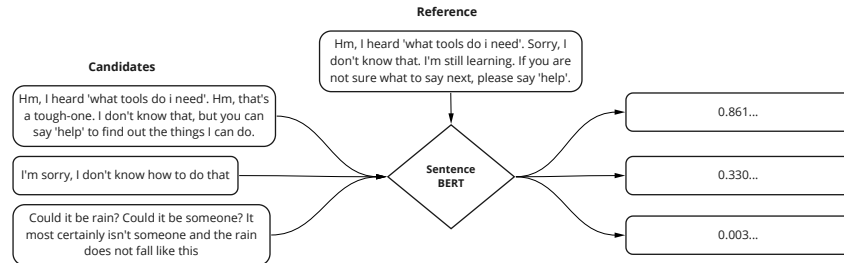 Reference
Hm, I heard 'what tools do i need'. Sorry, I
don't know that. I'm still learning. If you are
not sure what to say next, please say 'help'.
Candidates
Hm, I heard 'what tools do i need'. Hm, that's
a tough-one. I don't know that, but you can
say 'help' to find out the things I can do.
I'm sorry, I don't know how to do that
Could it be rain? Could it be someone? It
most certainly isn't someone and the rain
does not fall like this
Sentence
BERT
0.861...
0.330...
0.003...